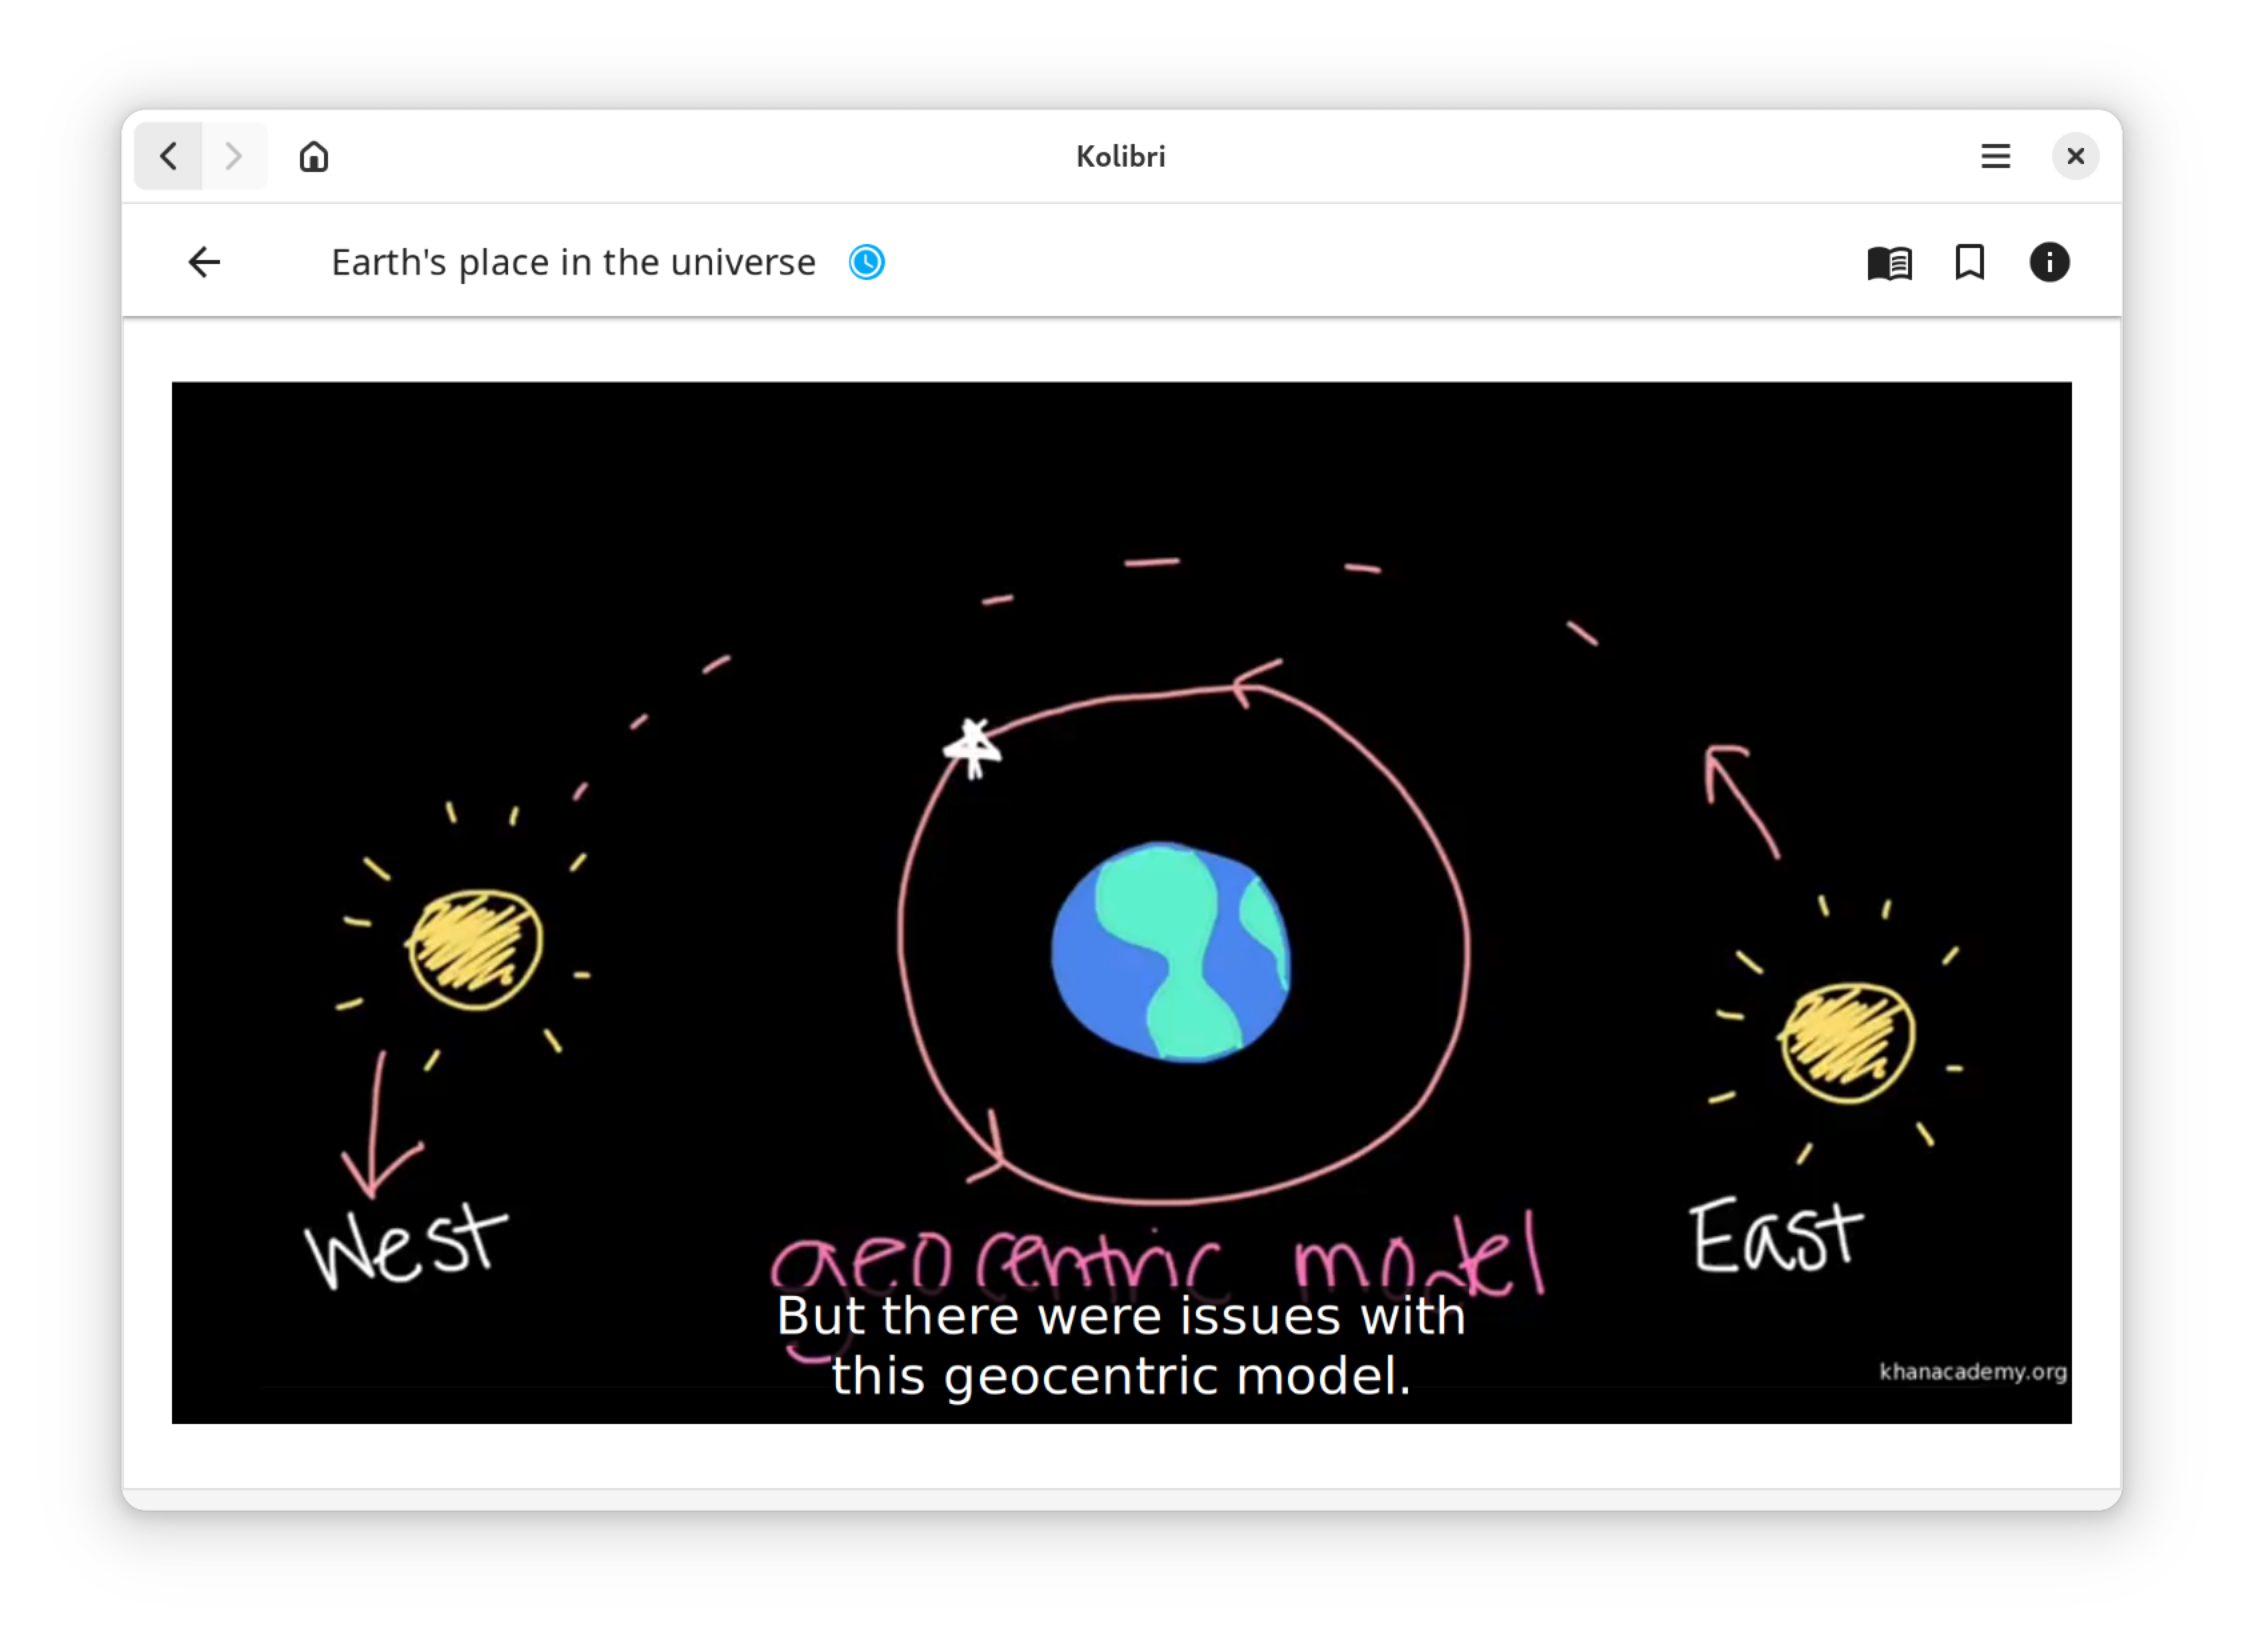 Kolibri
Earth's place in the universe
West
East
geocentric model
But there were issues with
this geocentric model.
khanacademy.org